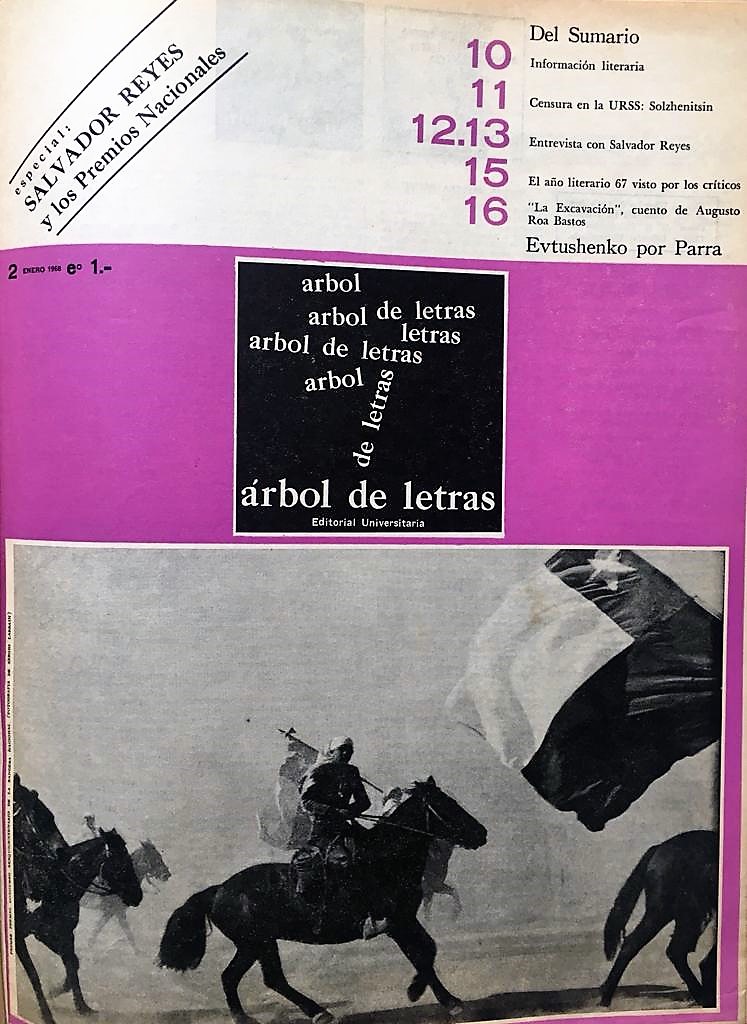 especial:
SALVADOR REYES
y los Premios Nacionales
Del Sumario
10 Información literaria
11 Censura en la URSS: Solzhenitsin
12.13 Entrevista con Salvador Reyes
15 El año literario 67 visto por los críticos
16 "La Excavación", cuento de Augusto
Roa Bastos
Evtushenko por Parra
2 ENERO 1968 eº 1.-
arbol
arbol de letras
letras
arbol de letras
arbol
de letras
árbol de letras
Editorial Universitaria